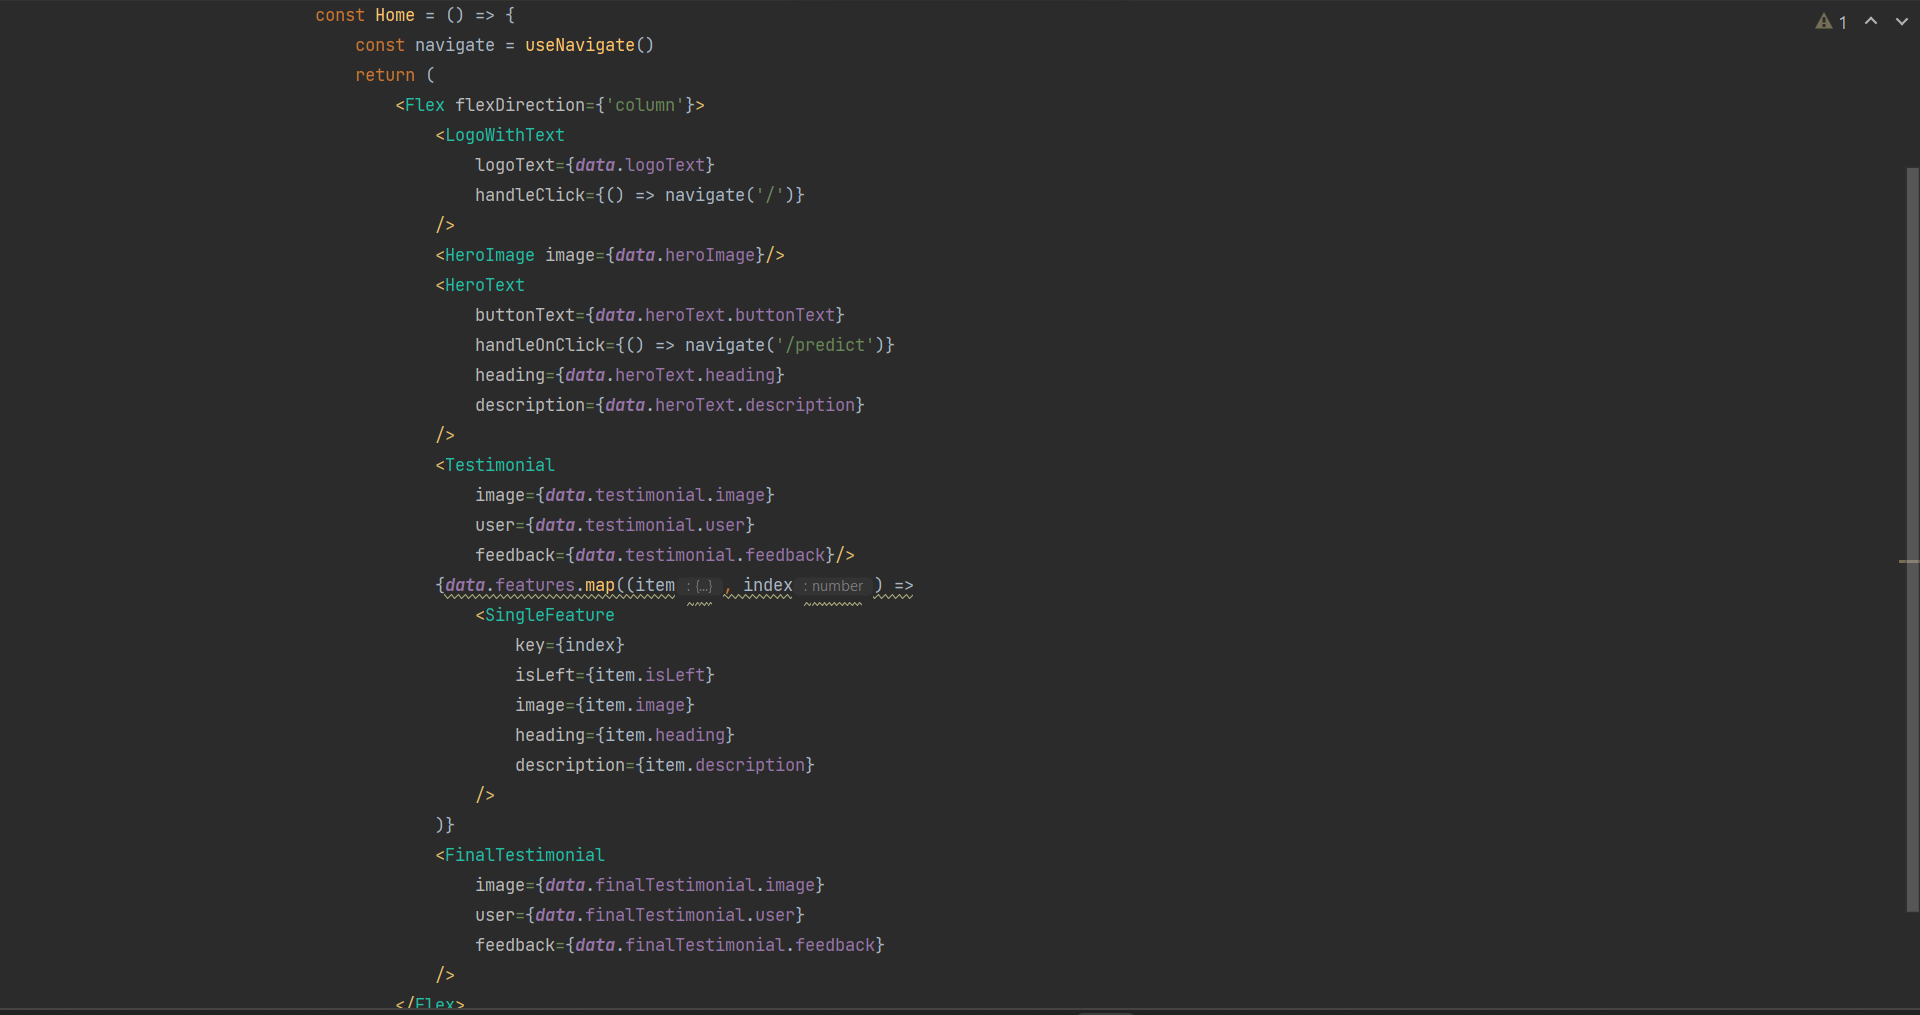 const Home = () => {
const navigate = useNavigate()
return (
<Flex flexDirection={'column'}>
<LogoWithText
logoText={data.logoText}
handleClick={() => navigate('/')}
/>
<HeroImage image={data.heroImage}/>
<HeroText
buttonText={data.heroText.buttonText}
handleOnClick={() => navigate('/predict')}
heading={data.heroText.heading}
description={data.heroText.description}
/>
<Testimonial
image={data.testimonial.image}
user={data.testimonial.user}
feedback={data.testimonial.feedback}/>
{data.features.map((item : {...} , index : number ) =>
<SingleFeature
key={index}
isLeft={item.isLeft}
image={item.image}
heading={item.heading}
description={item.description}
/>
)}
<FinalTestimonial
image={data.finalTestimonial.image}
user={data.finalTestimonial.user}
feedback={data.finalTestimonial.feedback}
/>
</Flex>
1